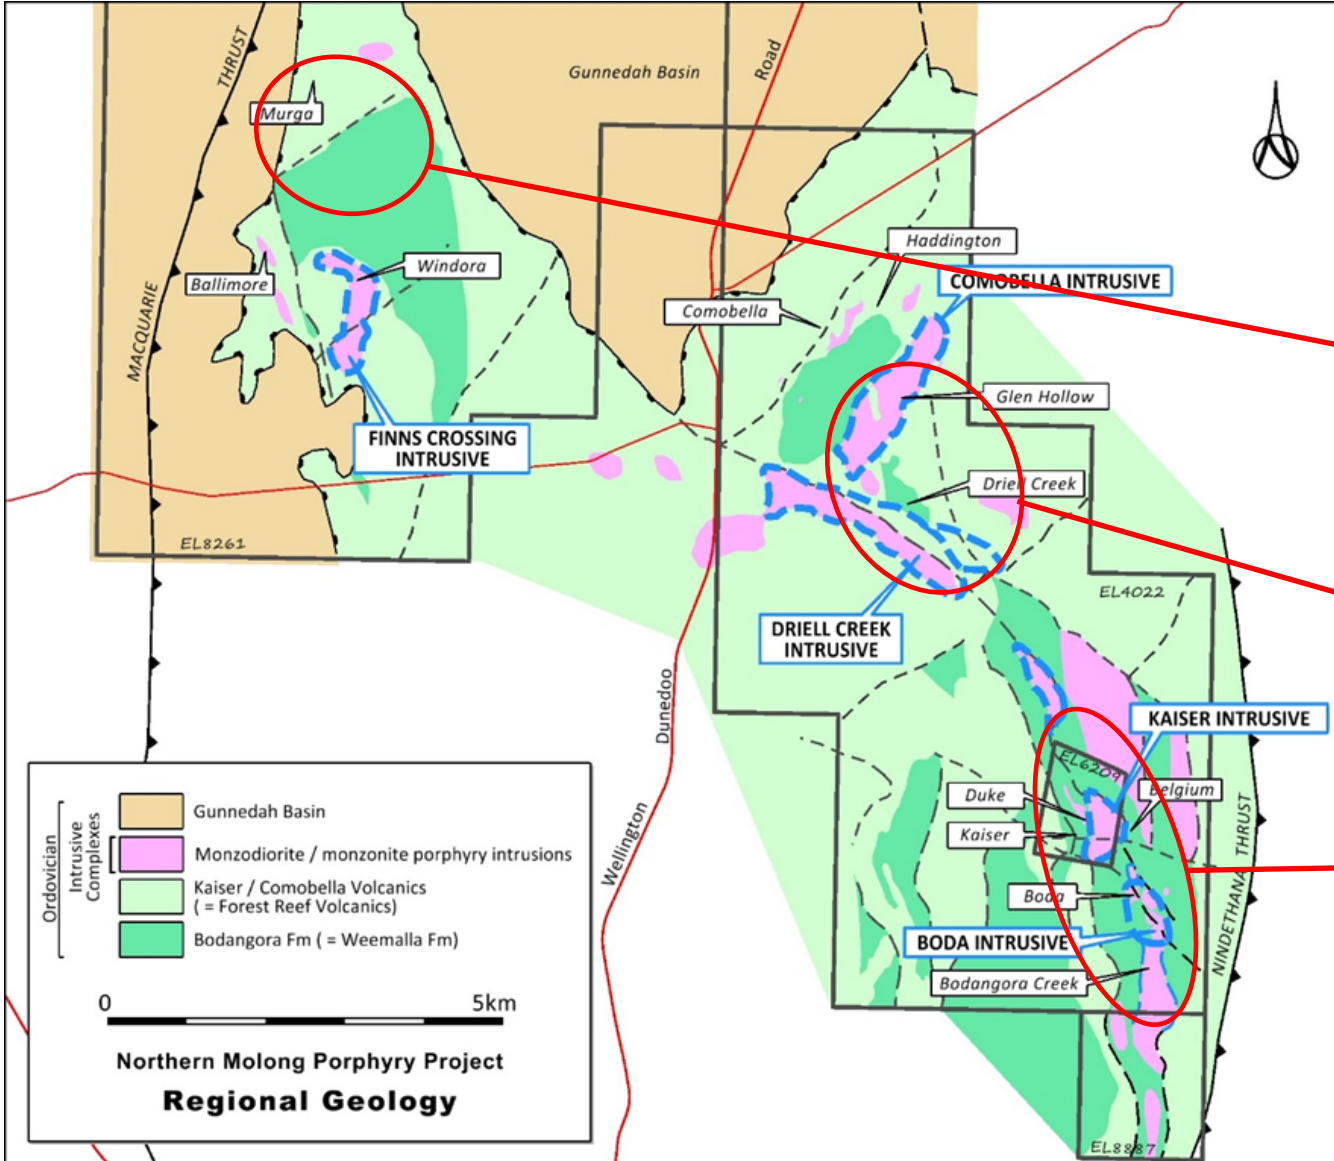 THRUST
Gunnedah Basin
Road
Murga
Haddington
Windora
COMOBELLA INTRUSIVE
Ballimore
Comobella
MACQUARIE
Glen Hollow
FINNS CROSSING
INTRUSIVE
Driell Creek
EL8261
EL4022
DRIELL CREEK
INTRUSIVE
Dunedoo
KAISER INTRUSIVE
EL6209
Duke
Belgium
Kaiser
Wellington
NINDETHANA THRUST
Boda
BODA INTRUSIVE
Bodangora Creek
EL8887
Ordovician
Intrusive
Complexes
Gunnedah Basin
Monzodiorite / monzonite porphyry intrusions
Kaiser / Comobella Volcanics
( = Forest Reef Volcanics)
Bodangora Fm ( = Weemalla Fm)
0 5km
Northern Molong Porphyry Project
Regional Geology